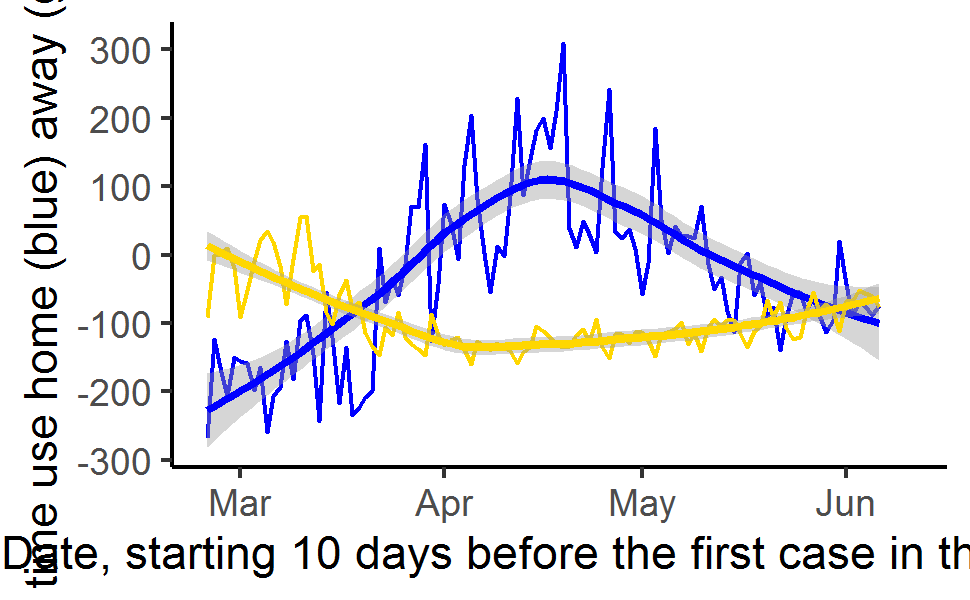 time use home (blue) away (g
300
200
100
0
-100
-200
-300
Mar Apr May Jun
Date, starting 10 days before the first case in th